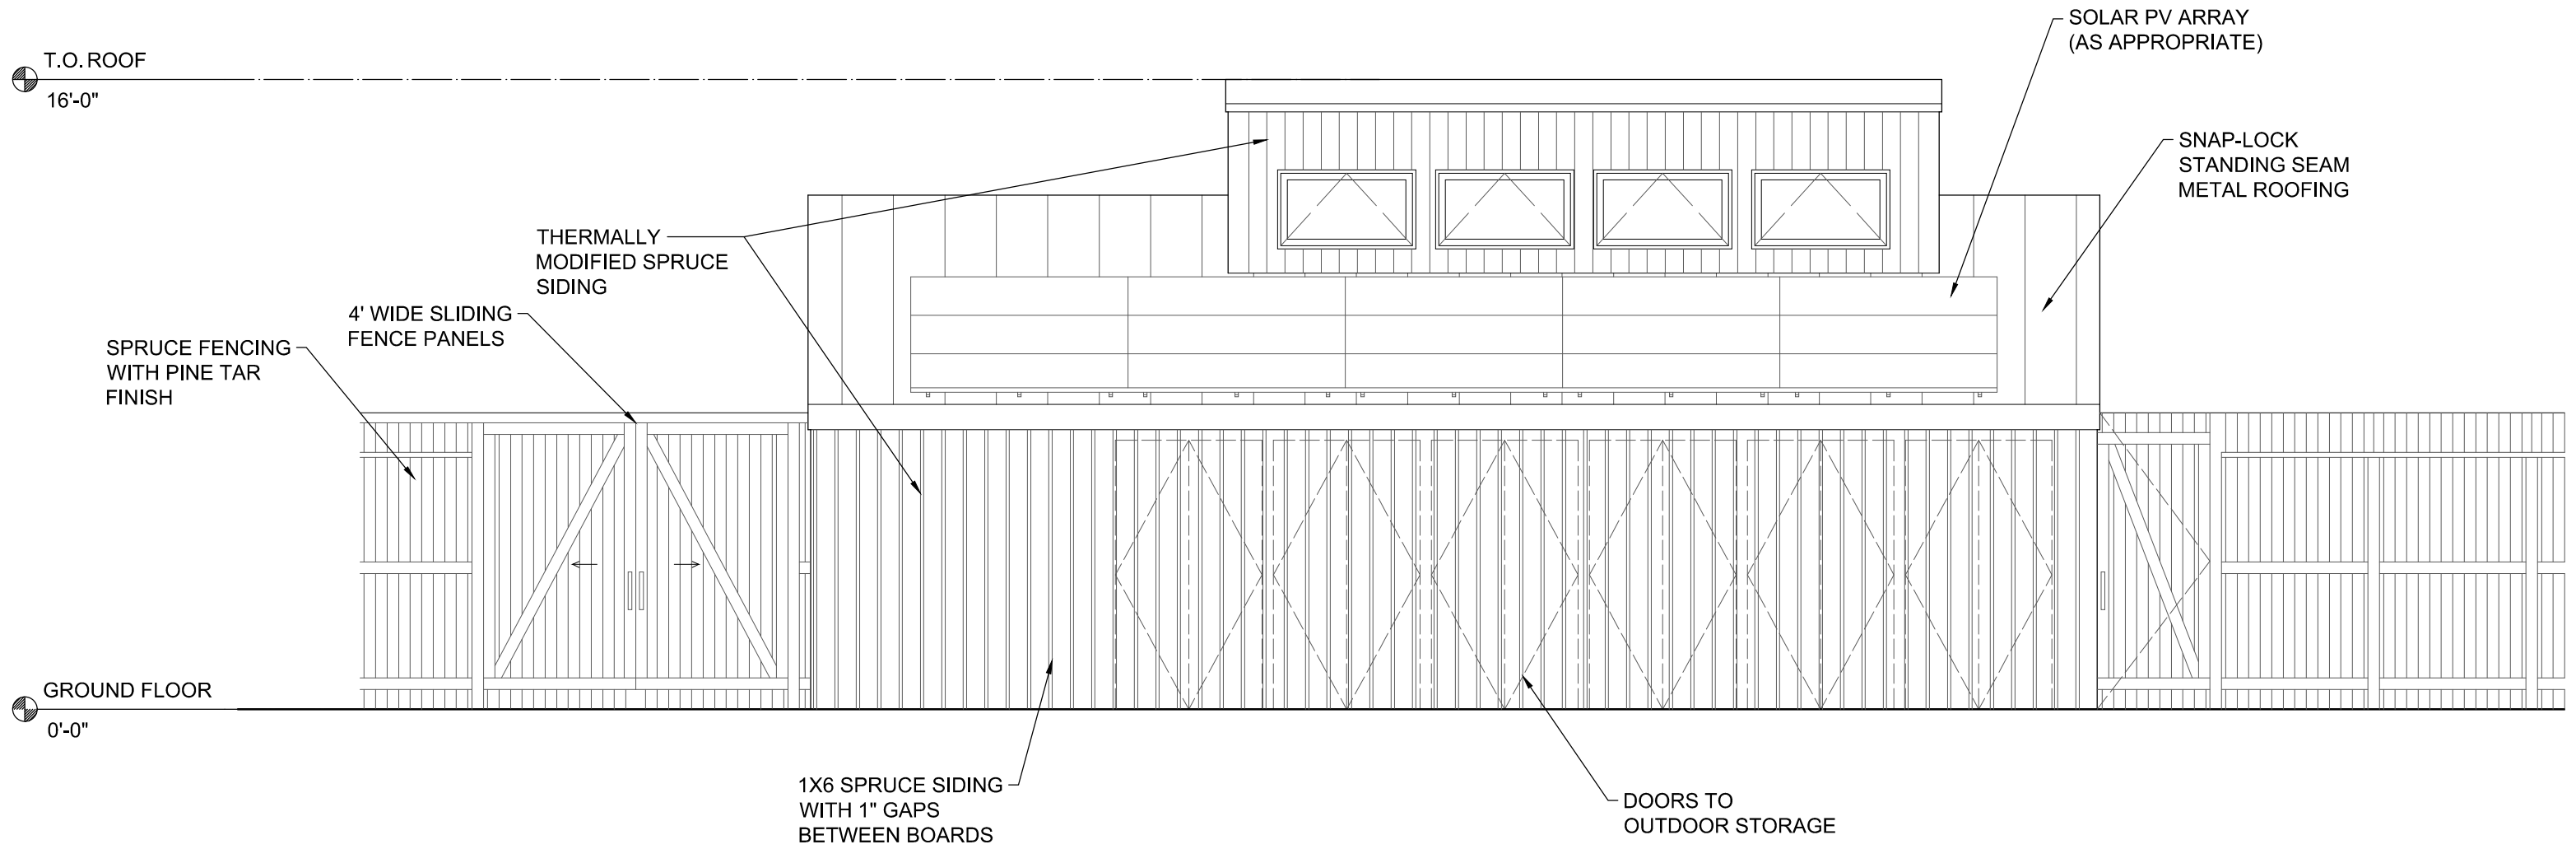 SOLAR PV ARRAY
(AS APPROPRIATE)
T.O. ROOF
16'-0"
SNAP-LOCK
STANDING SEAM
METAL ROOFING
THERMALLY
MODIFIED SPRUCE
SIDING
4' WIDE SLIDING
FENCE PANELS
SPRUCE FENCING
WITH PINE TAR
FINISH
GROUND FLOOR
0'-0"
1X6 SPRUCE SIDING
WITH 1" GAPS
BETWEEN BOARDS
DOORS TO
OUTDOOR STORAGE